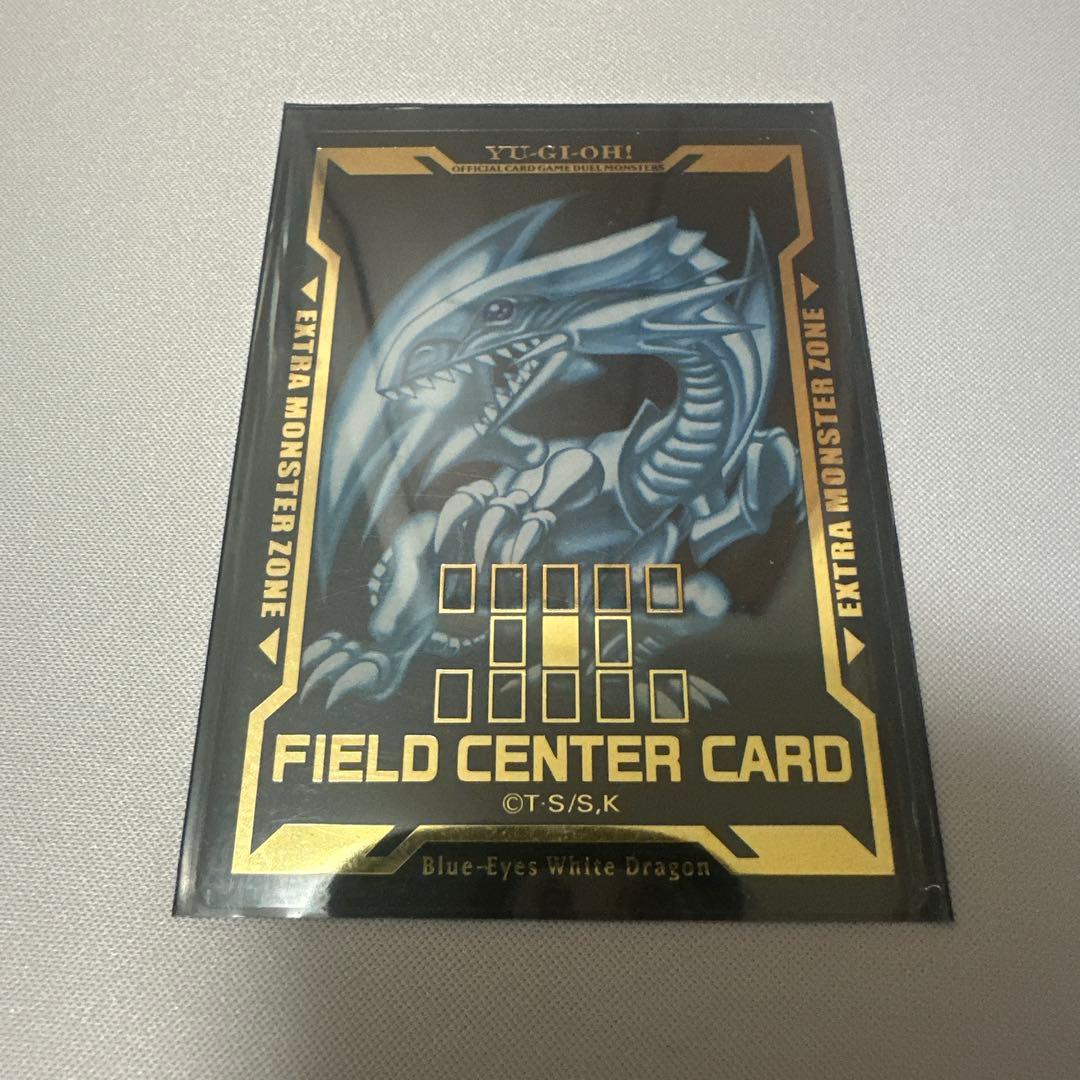 YU-GI-OH!
OFFICIAL CARD GAME DUEL MONSTERS
EXTRA MONSTER ZONE
EXTRA MONSTER ZONE
FIELD CENTER CARD
©T·S/S,K
Blue-Eyes White Dragon